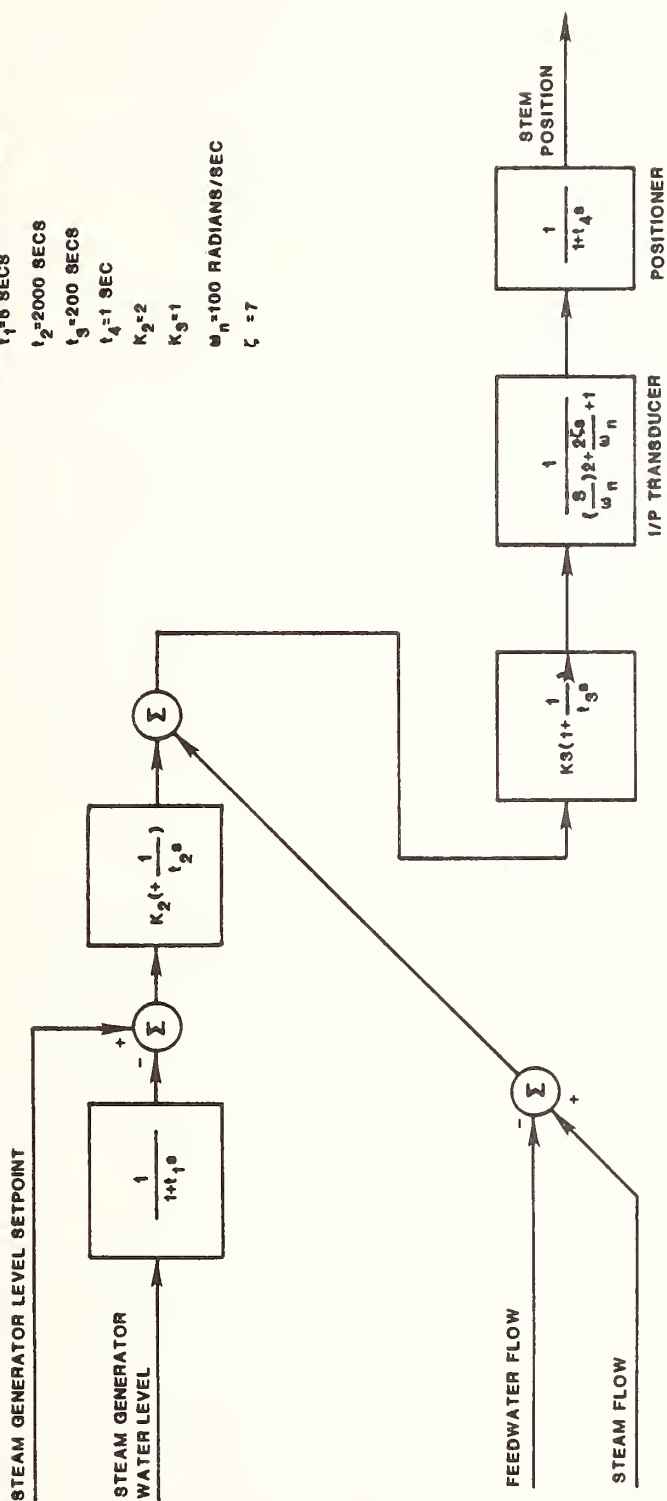 STEAM GENERATOR LEVEL SETPOINT
STEAM GENERATOR
WATER LEVEL
1
1+t₁s
+
-
Σ
K₂(+ 1
t₂s )
Σ
t₂=2000 SECS
t₃=200 SECS
t₄=1 SEC
K₂=2
K₃=1
ωₙ=100 RADIANS/SEC
ζ =7
FEEDWATER FLOW
STEAM FLOW
-
+
Σ
K3(1+ 1
t₃s
1
(s
ωₙ)2+ 2ζs
ωₙ +1
I/P TRANSDUCER
1
1+t₄s
POSITIONER
STEM
POSITION